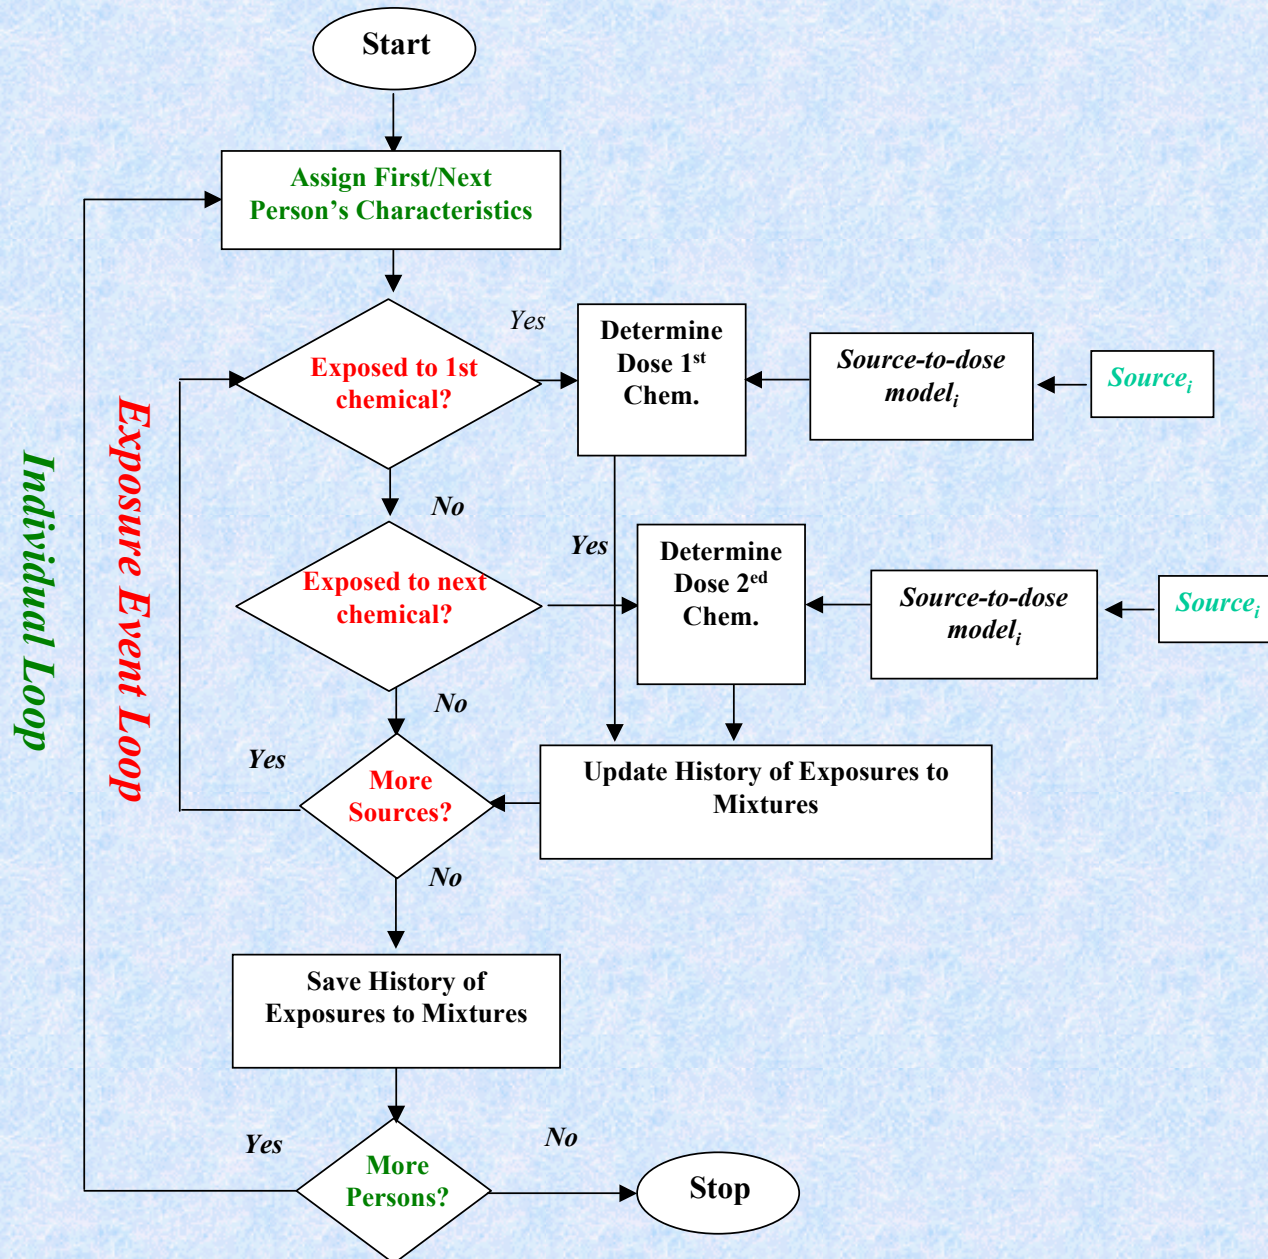 Start
Assign First/Next
Person’s Characteristics
Yes
Exposed to 1st
chemical?
Determine
Dose 1st
Chem.
Source-to-dose
modeli
Sourcei
No
Yes
Exposed to next
chemical?
Determine
Dose 2ed
Chem.
Source-to-dose
modeli
Sourcei
No
Yes
More
Sources?
Update History of Exposures to
Mixtures
No
Save History of
Exposures to Mixtures
Yes
No
More
Persons?
Stop
Exposure Event Loop
Individual Loop